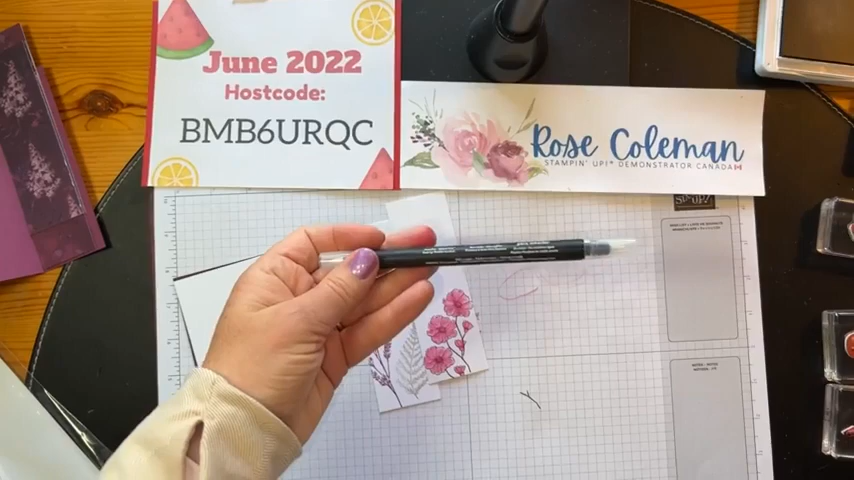 June 2022
Hostcode:
BMB6URQC
Rose Coleman
STAMPIN' UP!® DEMONSTRATOR CANADA